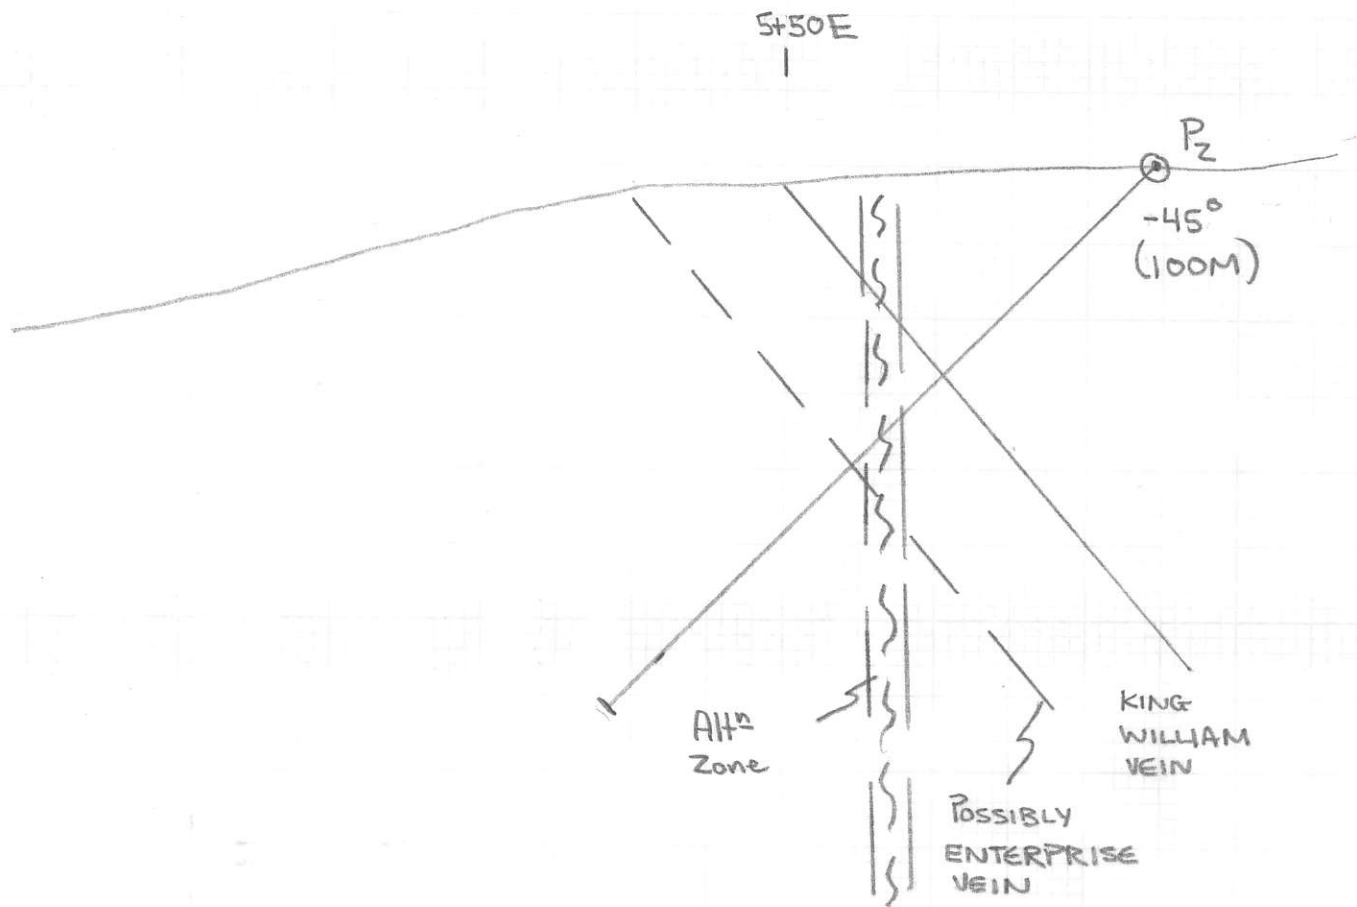 5+50E
P2
-45°
(100M)
Altn
Zone
KING
WILLIAM
VEIN
POSSIBLY
ENTERPRISE
VEIN